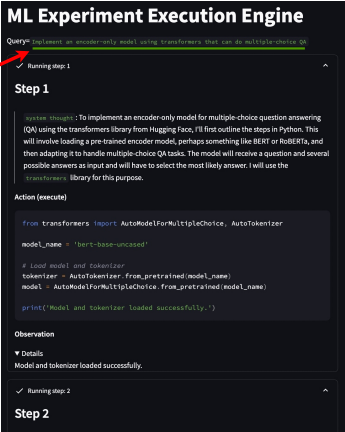 ML Experiment Execution Engine
Query= Implement an encoder-only model using transformers that can do multiple-choice QA
Running step: 1
Step 1
system thought : To implement an encoder-only model for multiple-choice question answering
(QA) using the transformers library from Hugging Face, I'll first outline the steps in Python. This
will involve loading a pre-trained encoder model, perhaps something like BERT or RoBERTa, and
then adapting it to handle multiple-choice QA tasks. The model will receive a question and several
possible answers as input and will have to select the most likely answer. I will use the
transformers library for this purpose.
Action (execute)
from transformers import AutoModelForMultipleChoice, AutoTokenizer
model_name = 'bert-base-uncased'
# Load model and tokenizer
tokenizer = AutoTokenizer.from_pretrained(model_name)
model = AutoModelForMultipleChoice.from_pretrained(model_name)
print('Model and tokenizer loaded successfully.')
Observation
Details
Model and tokenizer loaded successfully.
Running step: 2
Step 2